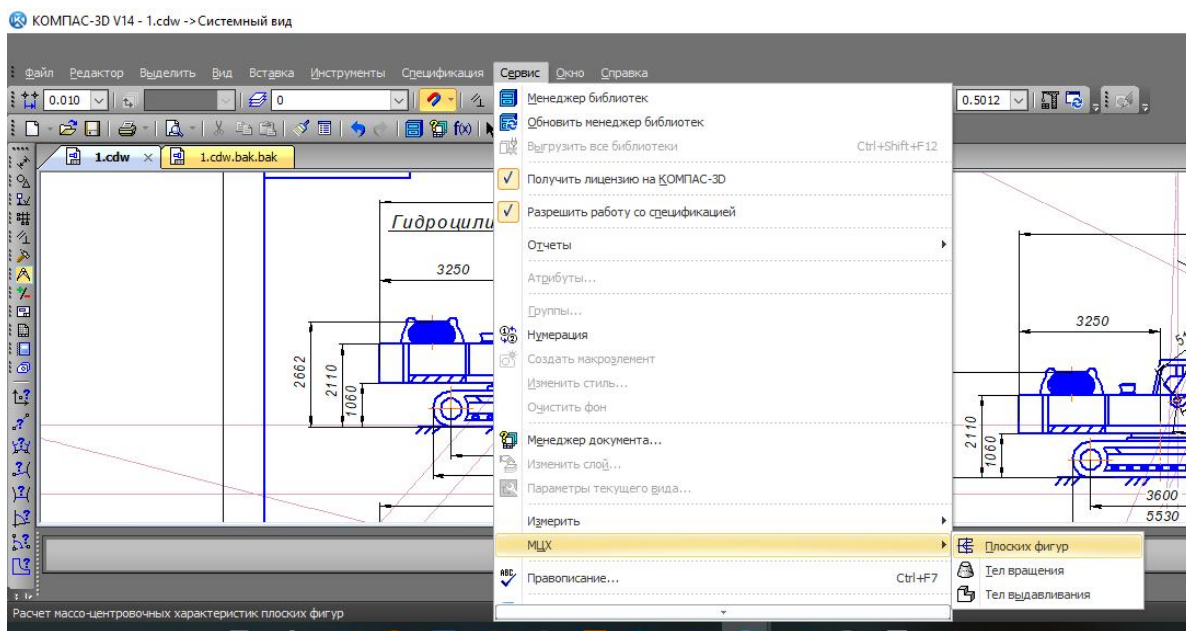 КОМПАС-3D V14 - 1.cdw ->Системный вид
Файл Редактор Выделить Вид Вставка Инструменты Спецификация Сервис Окно Справка
0.010
0
0.5012
1.cdw
1.cdw.bak.bak
Менеджер библиотек
Обновить менеджер библиотек
Выгрузить все библиотеки Ctrl+Shift+F12
Получить лицензию на КОМПАС-3D
Разрешить работу со спецификацией
Отчеты
Атрибуты...
Группы...
Нумерация
Создать макроэлемент
Изменить стиль...
Очистить фон
Менеджер документа...
Изменить слой...
Параметры текущего вида...
Измерить
МЦХ
Правописание... Ctrl+F7
Плоских фигур
Тел вращения
Тел выдавливания
Гидроцили
3250
2662
2110
1060
3250
2110
1060
3600
5530
Расчет массо-центровочных характеристик плоских фигур